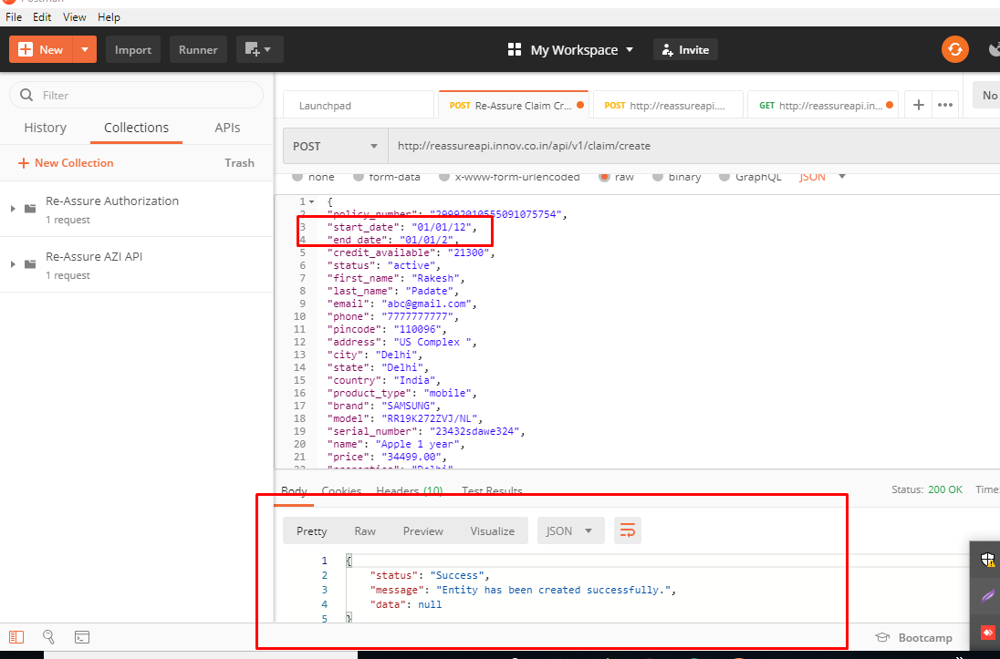 Postman
File Edit View Help
New Import Runner My Workspace Invite
Filter
History Collections APIs
New Collection Trash
Re-Assure Authorization
1 request
Re-Assure AZI API
1 request
Launchpad POST Re-Assure Claim Cr... POST http://reassureapi.... GET http://reassureapi.in... No
POST http://reassureapi.innov.co.in/api/v1/claim/create
none form-data x-www-form-urlencoded raw binary GraphQL JSON
1 {
2 "policy_number": "29992010555091075754",
3 "start_date": "01/01/12",
4 "end_date": "01/01/2",
5 "credit_available": "21300",
6 "status": "active",
7 "first_name": "Rakesh",
8 "last_name": "Padate",
9 "email": "abc@gmail.com",
10 "phone": "7777777777",
11 "pincode": "110096",
12 "address": "US Complex ",
13 "city": "Delhi",
14 "state": "Delhi",
15 "country": "India",
16 "product_type": "mobile",
17 "brand": "SAMSUNG",
18 "model": "RR19K272ZVJ/NL",
19 "serial_number": "23432sdawe324",
20 "name": "Apple 1 year",
21 "price": "34499.00",
Body Cookies Headers (10) Test Results Status: 200 OK Time:
Pretty Raw Preview Visualize JSON
1 {
2 "status": "Success",
3 "message": "Entity has been created successfully.",
4 "data": null
5 }
Bootcamp